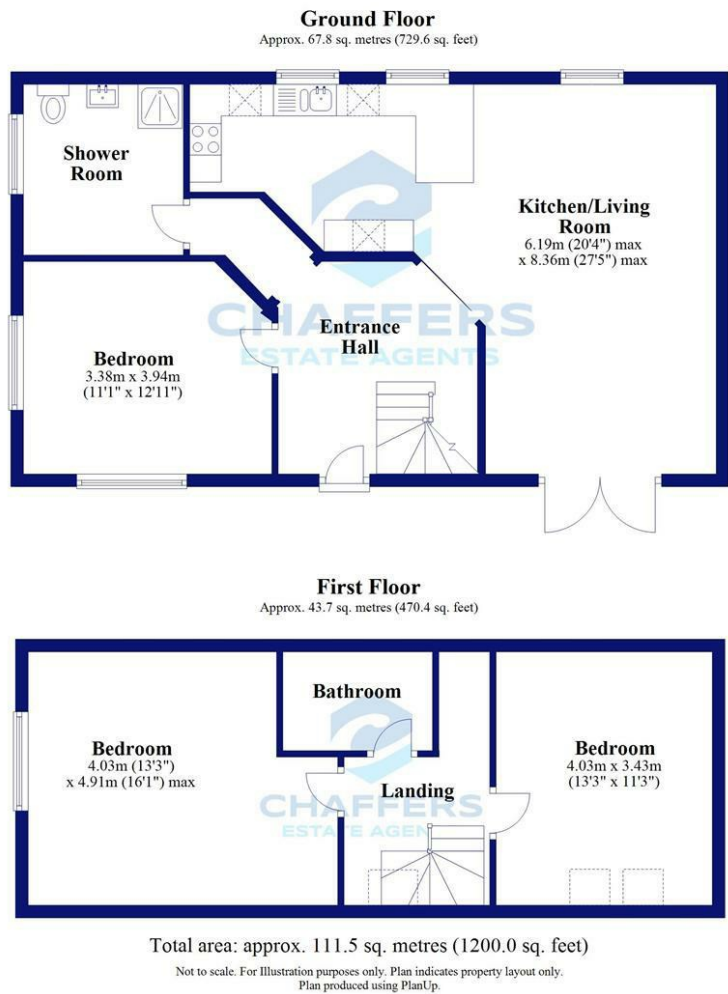 Ground Floor
Approx. 67.8 sq. metres (729.6 sq. feet)
Shower
Room
Kitchen/Living
Room
6.19m (20'4") max
x 8.36m (27'5") max
CHAFFERS
ESTATE AGENTS
Entrance
Hall
Bedroom
3.38m x 3.94m
(11'1" x 12'11")
First Floor
Approx. 43.7 sq. metres (470.4 sq. feet)
Bathroom
Bedroom
4.03m (13'3")
x 4.91m (16'1") max
Landing
Bedroom
4.03m x 3.43m
(13'3" x 11'3")
CHAFFERS
ESTATE AGENTS
Total area: approx. 111.5 sq. metres (1200.0 sq. feet)
Not to scale. For Illustration purposes only. Plan indicates property layout only.
Plan produced using PlanUp.